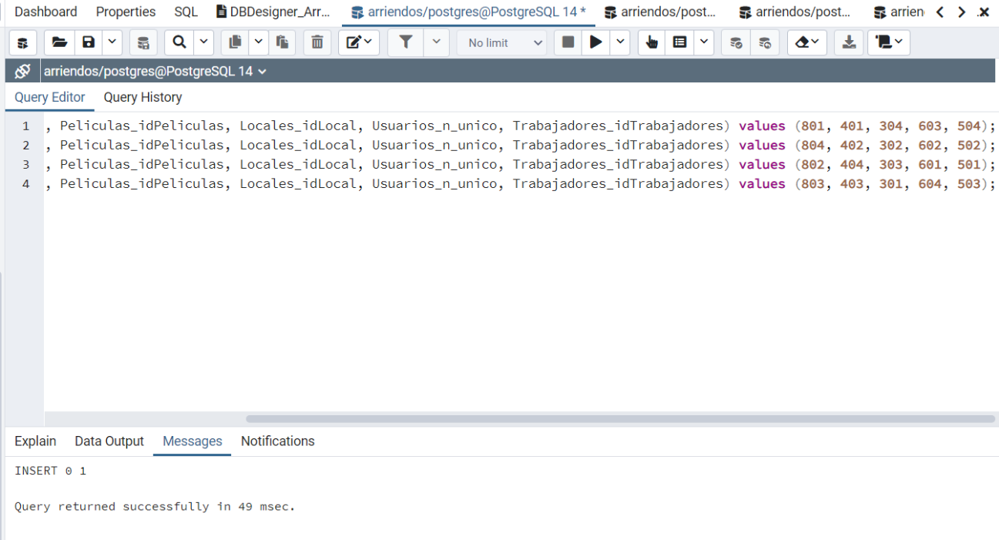 Dashboard Properties SQL DBDesigner_Arr... arriendos/postgres@PostgreSQL 14 * arriendos/post... arriendos/post... arrien
No limit
arriendos/postgres@PostgreSQL 14
Query Editor Query History
1 , Peliculas_idPeliculas, Locales_idLocal, Usuarios_n_unico, Trabajadores_idTrabajadores) values (801, 401, 304, 603, 504);
2 , Peliculas_idPeliculas, Locales_idLocal, Usuarios_n_unico, Trabajadores_idTrabajadores) values (804, 402, 302, 602, 502);
3 , Peliculas_idPeliculas, Locales_idLocal, Usuarios_n_unico, Trabajadores_idTrabajadores) values (802, 404, 303, 601, 501);
4 , Peliculas_idPeliculas, Locales_idLocal, Usuarios_n_unico, Trabajadores_idTrabajadores) values (803, 403, 301, 604, 503);
Explain Data Output Messages Notifications
INSERT 0 1
Query returned successfully in 49 msec.